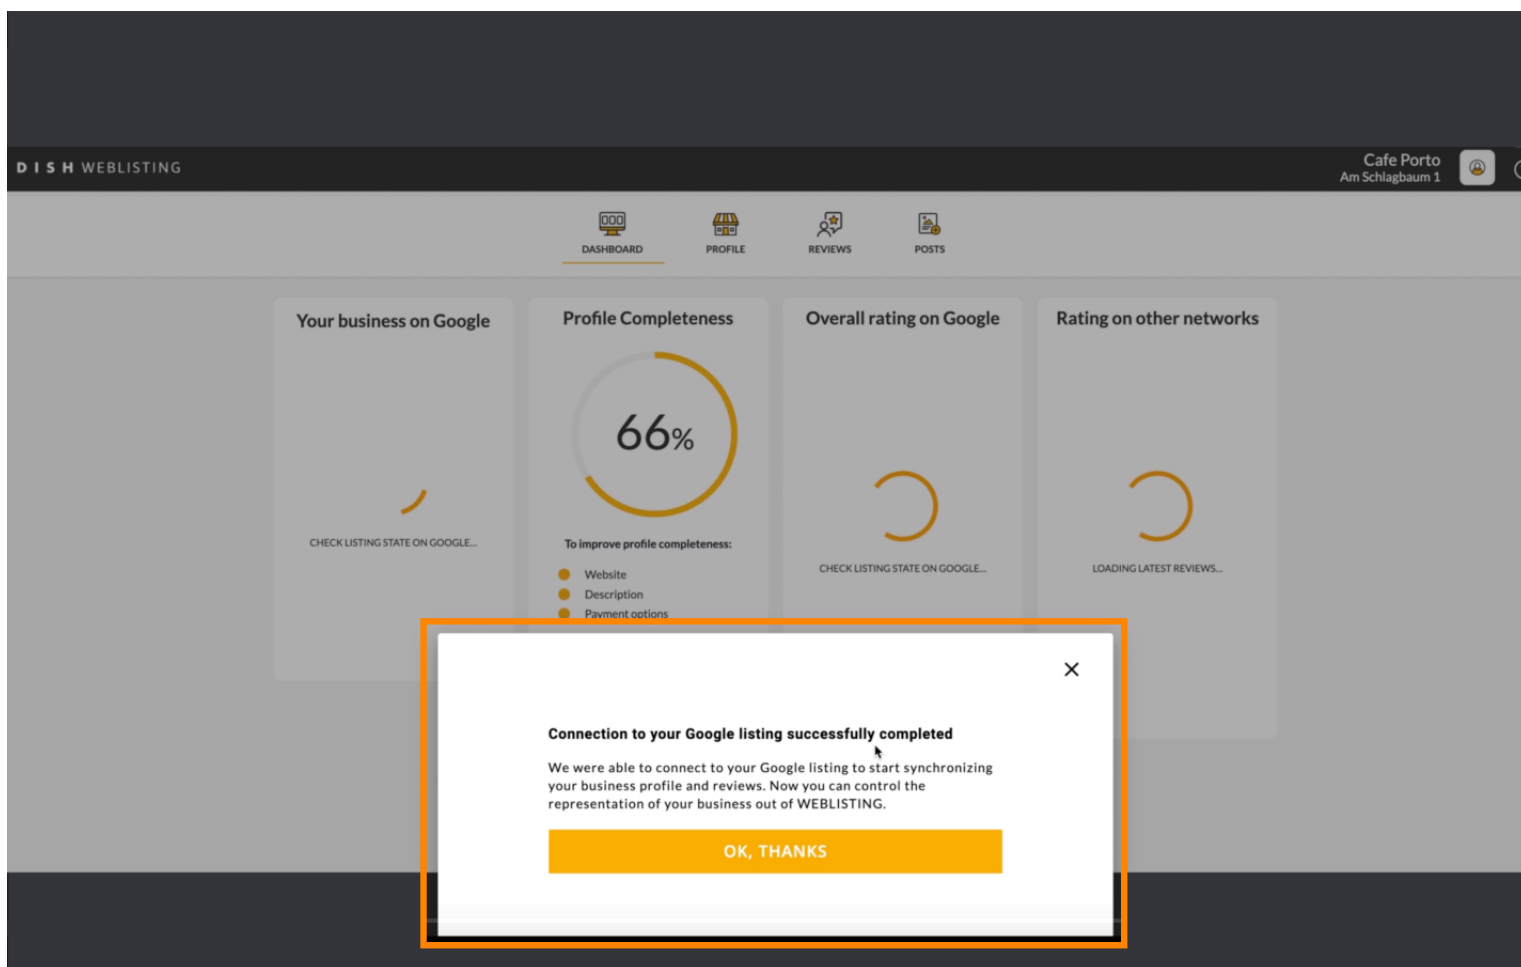 DISH WEBLISTING
Cafe Porto
Am Schlagbaum 1
DASHBOARD
PROFILE
REVIEWS
POSTS
Your business on Google
CHECK LISTING STATE ON GOOGLE...
Profile Completeness
66%
To improve profile completeness:
Website
Description
Payment options
Overall rating on Google
CHECK LISTING STATE ON GOOGLE...
Rating on other networks
LOADING LATEST REVIEWS...
Connection to your Google listing successfully completed
We were able to connect to your Google listing to start synchronizing
your business profile and reviews. Now you can control the
representation of your business out of WEBLISTING.
OK, THANKS